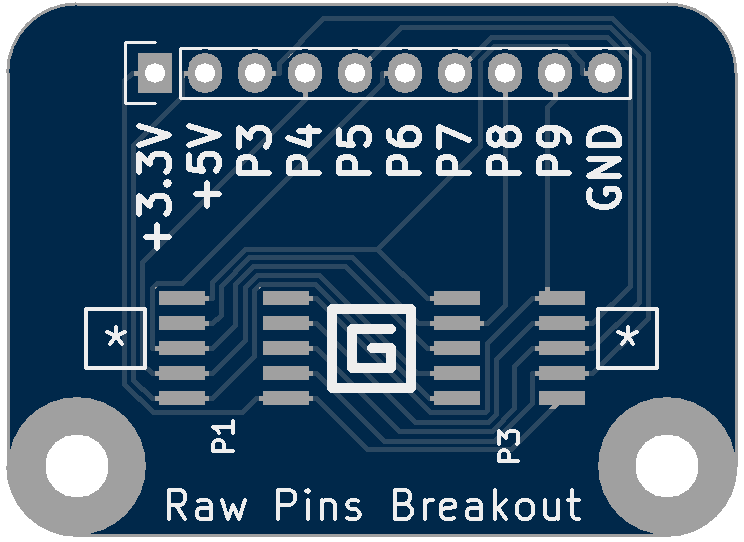 +3.3V
+5V
P3
P4
P5
P6
P7
P8
P9
GND
*
G
*
P1
P3
Raw Pins Breakout